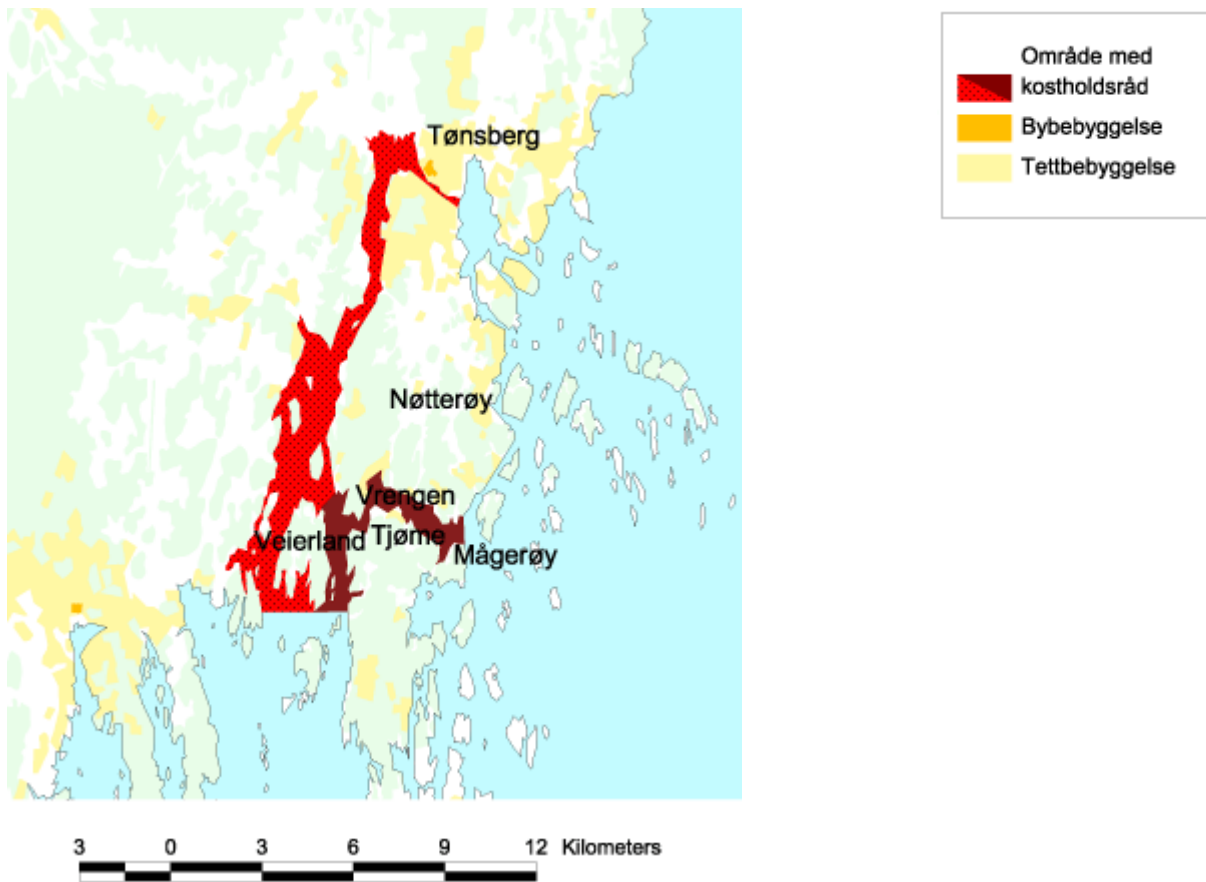 Område med
kostholdsråd
Bybebyggelse
Tettbebyggelse
Tønsberg
Nøtterøy
Vrengen
Veierland
Tjøme
Mågerøy
3 0 3 6 9 12 Kilometers